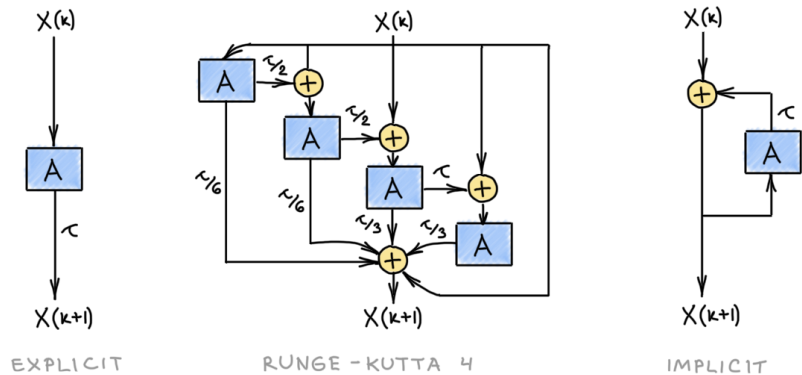 X(k)
A
τ
X(k+1)
EXPLICIT
X(k)
A
τ/2
+
A
τ/2
+
A
τ
+
A
τ/6
τ/6
τ/3
τ/3
+
X(k+1)
RUNGE-KUTTA 4
X(k)
+
τ
A
X(k+1)
IMPLICIT